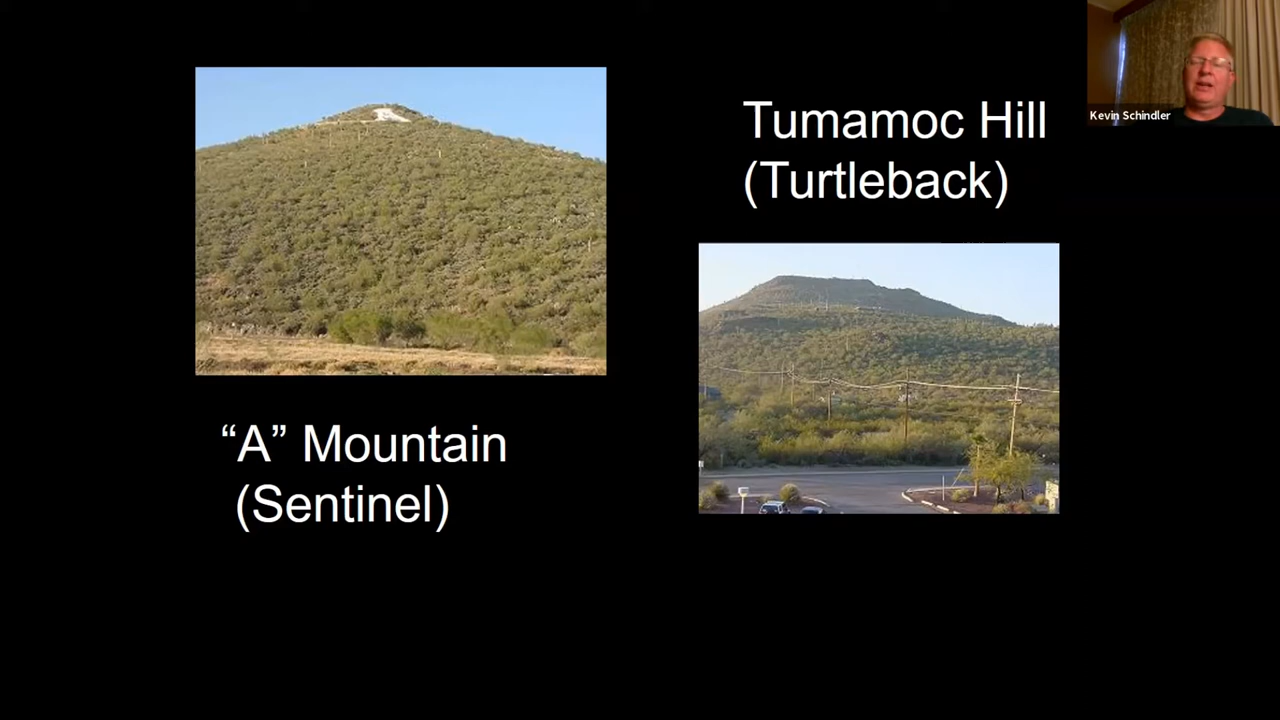 Tumamoc Hill
(Turtleback)
Kevin Schindler
“A” Mountain
(Sentinel)